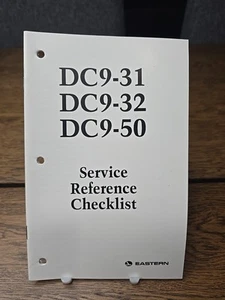 DC9-31
DC9-32
DC9-50
Service
Reference
Checklist
EASTERN